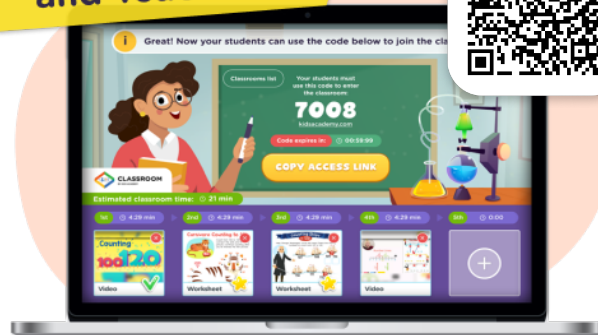 Great! Now your students can use the code below to join the cla
Classrooms list
Your students must
use this code to enter
the classroom:
7008
kidsacademy.com
Code expires in: 00:59:99
COPY ACCESS LINK
CLASSROOM
Estimated classroom time: 21 min
1st 4:29 min
2nd 4:29 min
3rd 4:29 min
4th 4:29 min
5th 0:00
Counting
100 120
Video
Worksheet
Worksheet
Video